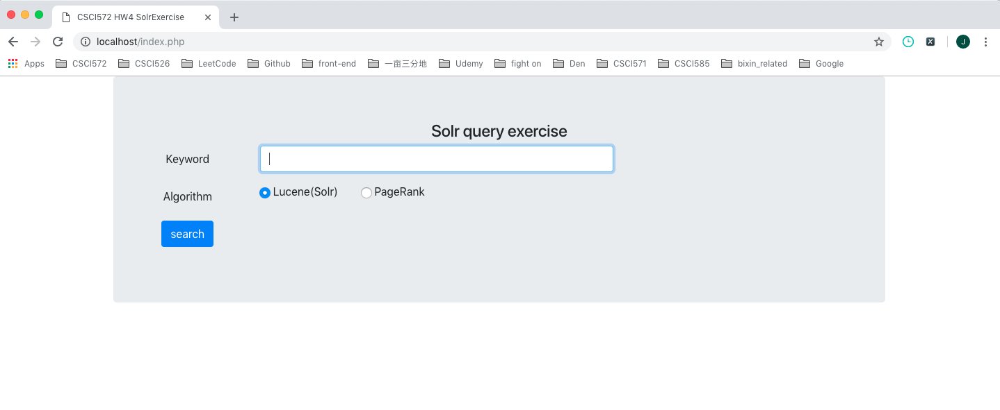 CSCI572 HW4 SolrExercise
localhost/index.php
J
Apps CSCI572 CSCI526 LeetCode Github front-end 一亩三分地 Udemy fight on Den CSCI571 CSCI585 bixin_related Google
Solr query exercise
Keyword
Algorithm Lucene(Solr) PageRank
search